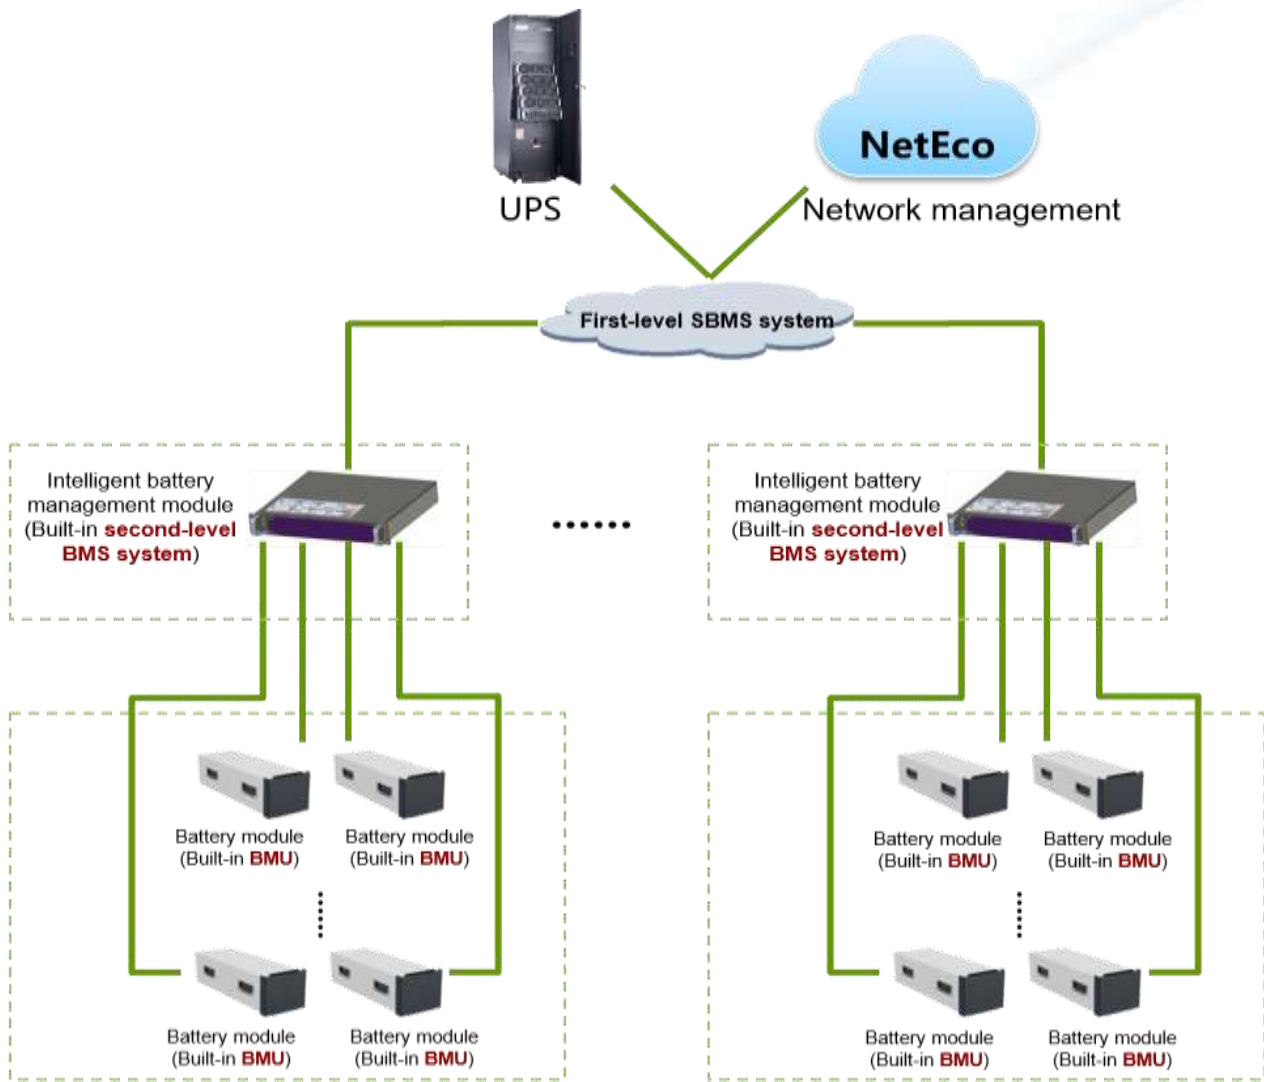 NetEco
UPS
Network management
First-level SBMS system
Intelligent battery
management module
(Built-in second-level
BMS system)
......
Intelligent battery
management module
(Built-in second-level
BMS system)
Battery module
(Built-in BMU)
Battery module
(Built-in BMU)
......
Battery module
(Built-in BMU)
Battery module
(Built-in BMU)
Battery module
(Built-in BMU)
Battery module
(Built-in BMU)
......
Battery module
(Built-in BMU)
Battery module
(Built-in BMU)